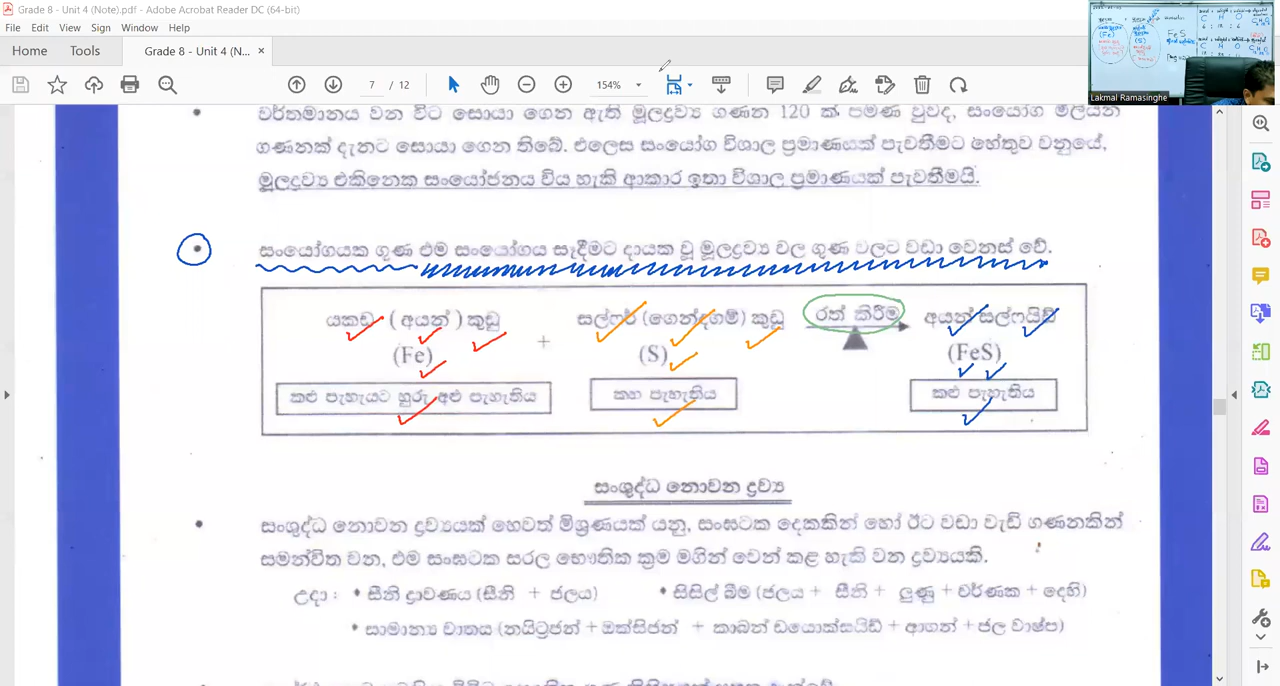 Grade 8 - Unit 4 (Note).pdf - Adobe Acrobat Reader DC (64-bit)
File Edit View Sign Window Help
Home Tools Grade 8 - Unit 4 (N... ×
7 / 12 154%
Lakmal Ramasinghe
වර්තමානය වන විට සොයා ගෙන ඇති මූලද්‍රව්‍ය ගණන 120 ක් පමණ වුවද, සංයෝග මිලියන
ගණනක් දැනට සොයා ගෙන තිබේ. එලෙස සංයෝග විශාල ප්‍රමාණයක් පැවතීමට හේතුව වනුයේ,
මූලද්‍රව්‍ය එකිනෙක සංයෝජනය විය හැකි ආකාර ඉතා විශාල ප්‍රමාණයක් පැවතීමයි.
• සංයෝගයක ගුණ එම සංයෝගය සෑදීමට දායක වූ මූලද්‍රව්‍ය වල ගුණ වලට වඩා වෙනස් වේ.
යකඩ ( අයන් ) කුඩු + සල්ෆර් (ගෙන්දගම්) කුඩු රත් කිරීම අයන් සල්ෆයිඩ්
(Fe) (S) (FeS)
කළු පැහැයට හුරු අළු පැහැතිය කහ පැහැතිය කළු පැහැතිය
සංශුද්ධ නොවන ද්‍රව්‍ය
• සංශුද්ධ නොවන ද්‍රව්‍යයක් හෙවත් මිශ්‍රණයක් යනු, සංඝටක දෙකකින් හෝ ඊට වඩා වැඩි ගණනකින්
සමන්විත වන, එම සංඝටක සරල භෞතික ක්‍රම මගින් වෙන් කළ හැකි වන ද්‍රව්‍යයකි.
උදා : • සීනි ද්‍රාවණය (සීනි + ජලය) • සිසිල් බීම (ජලය + සීනි + ලුණු + වර්ණක + දෙහි)
• සාමාන්‍ය වාතය (නයිට්‍රජන් + ඔක්සිජන් + කාබන් ඩයොක්සයිඩ් + ආගන් + ජල වාෂ්ප)